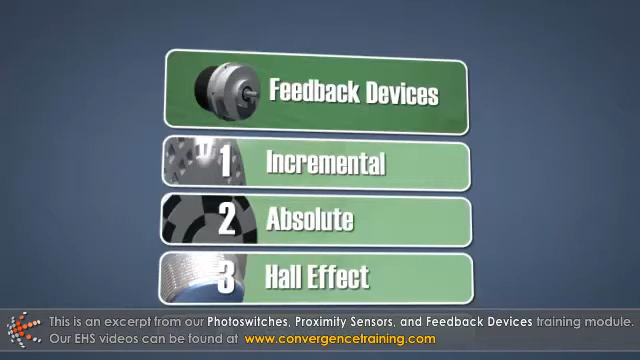 Feedback Devices
1 Incremental
2 Absolute
3 Hall Effect
This is an excerpt from our Photoswitches, Proximity Sensors, and Feedback Devices training module.
Our EHS videos can be found at www.convergencetraining.com